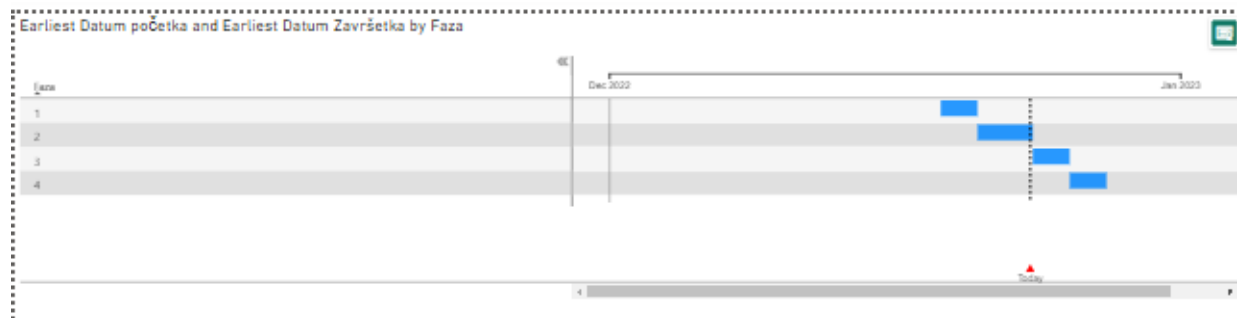 Earliest Datum početka and Earliest Datum Završetka by Faza
Faza
Dec 2022
Jan 2023
1
2
3
4
Today